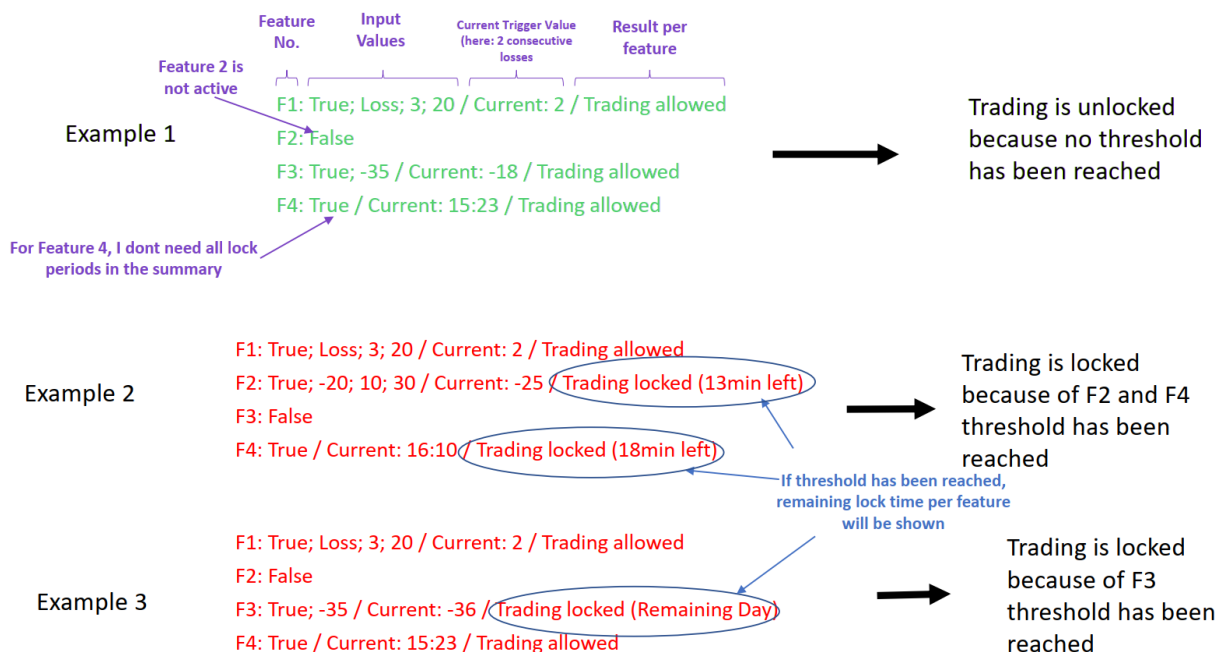 Feature
No.
Input
Values
Current Trigger Value
(here: 2 consecutive
losses
Result per
feature
Feature 2 is
not active
Example 1
F1: True; Loss; 3; 20 / Current: 2 / Trading allowed
F2: False
F3: True; -35 / Current: -18 / Trading allowed
F4: True / Current: 15:23 / Trading allowed
Trading is unlocked
because no threshold
has been reached
For Feature 4, I dont need all lock
periods in the summary
Example 2
F1: True; Loss; 3; 20 / Current: 2 / Trading allowed
F2: True; -20; 10; 30 / Current: -25 / Trading locked (13min left)
F3: False
F4: True / Current: 16:10 / Trading locked (18min left)
Trading is locked
because of F2 and F4
threshold has been
reached
If threshold has been reached,
remaining lock time per feature
will be shown
Example 3
F1: True; Loss; 3; 20 / Current: 2 / Trading allowed
F2: False
F3: True; -35 / Current: -36 / Trading locked (Remaining Day)
F4: True / Current: 15:23 / Trading allowed
Trading is locked
because of F3
threshold has been
reached